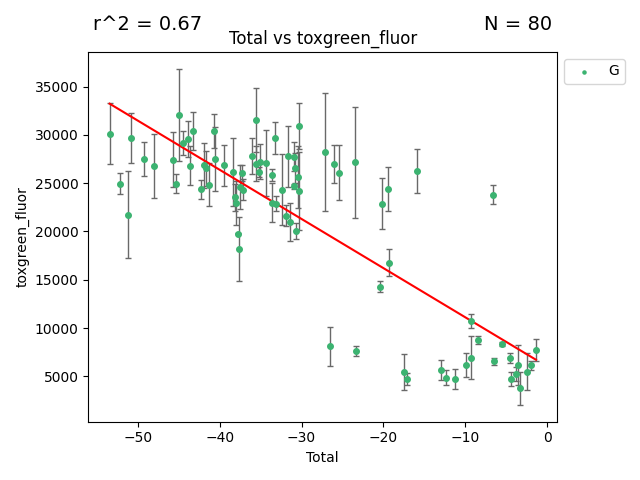 r^2 = 0.67
N = 80
Total vs toxgreen_fluor
G
35000
30000
25000
20000
15000
10000
5000
toxgreen_fluor
−50
−40
−30
−20
−10
0
Total